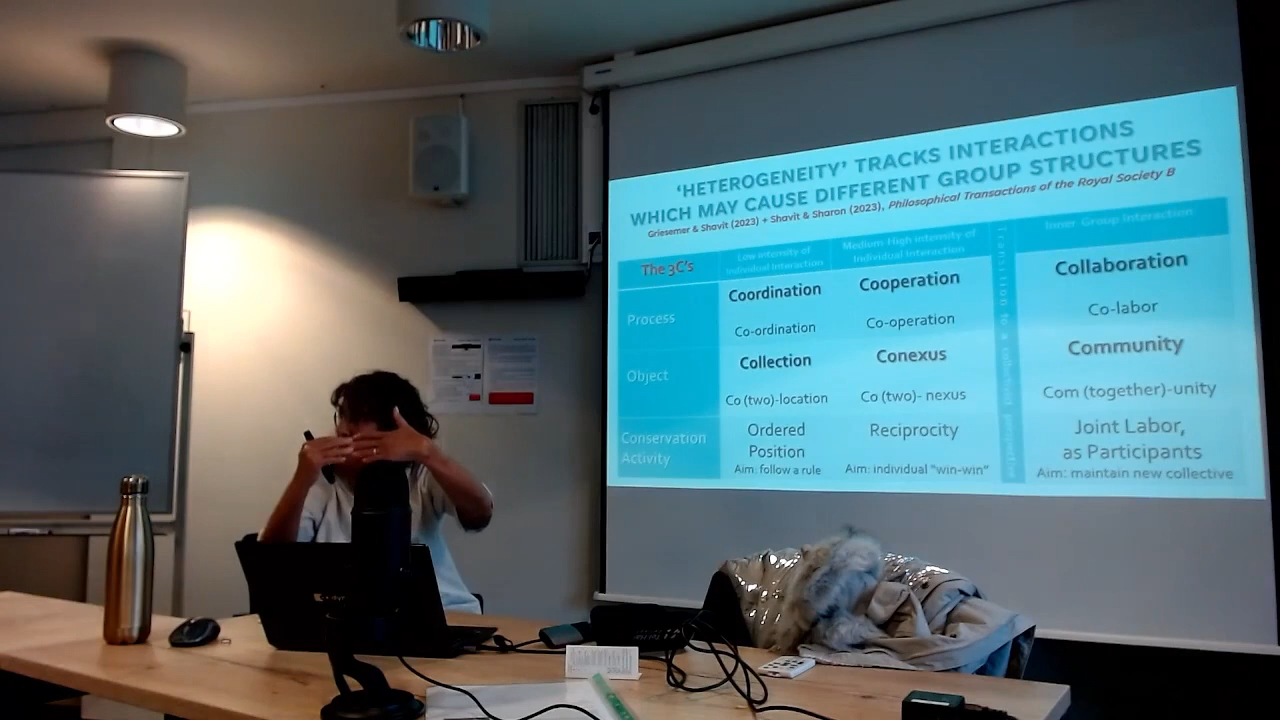 ‘HETEROGENEITY’ TRACKS INTERACTIONS
WHICH MAY CAUSE DIFFERENT GROUP STRUCTURES
Griesemer & Shavit (2023) + Shavit & Sharon (2023), Philosophical Transactions of the Royal Society B
The 3C's
Low intensity of
Individual Interaction
Medium-High intensity of
Individual Interaction
Transition to a collective perspective
Inner-Group Interaction
Process
Coordination
Co-ordination
Cooperation
Co-operation
Collaboration
Co-labor
Object
Collection
Co (two)-location
Conexus
Co (two)- nexus
Community
Com (together)-unity
Conservation
Activity
Ordered
Position
Aim: follow a rule
Reciprocity
Aim: individual “win-win”
Joint Labor,
as Participants
Aim: maintain new collective